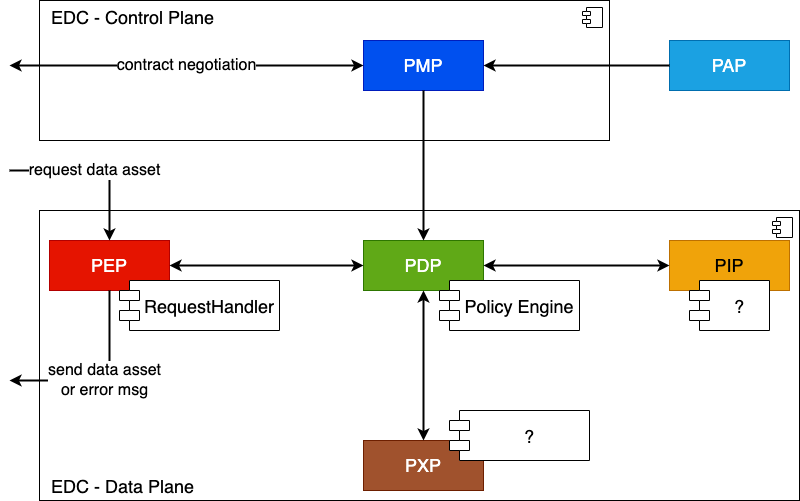 EDC - Control Plane
contract negotiation
PMP
PAP
request data asset
PEP
PDP
PIP
RequestHandler
Policy Engine
?
send data asset
or error msg
?
PXP
EDC - Data Plane